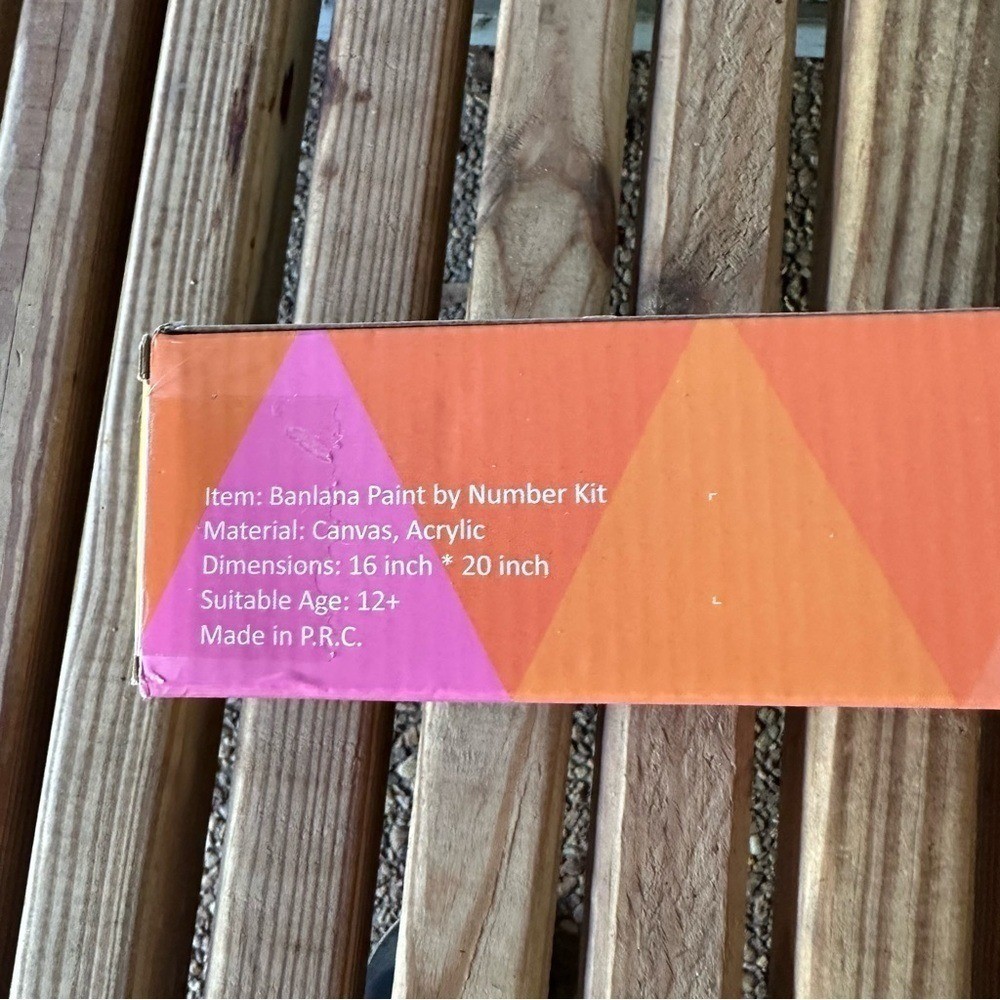 Item: Banlana Paint by Number Kit
Material: Canvas, Acrylic
Dimensions: 16 inch * 20 inch
Suitable Age: 12+
Made in P.R.C.